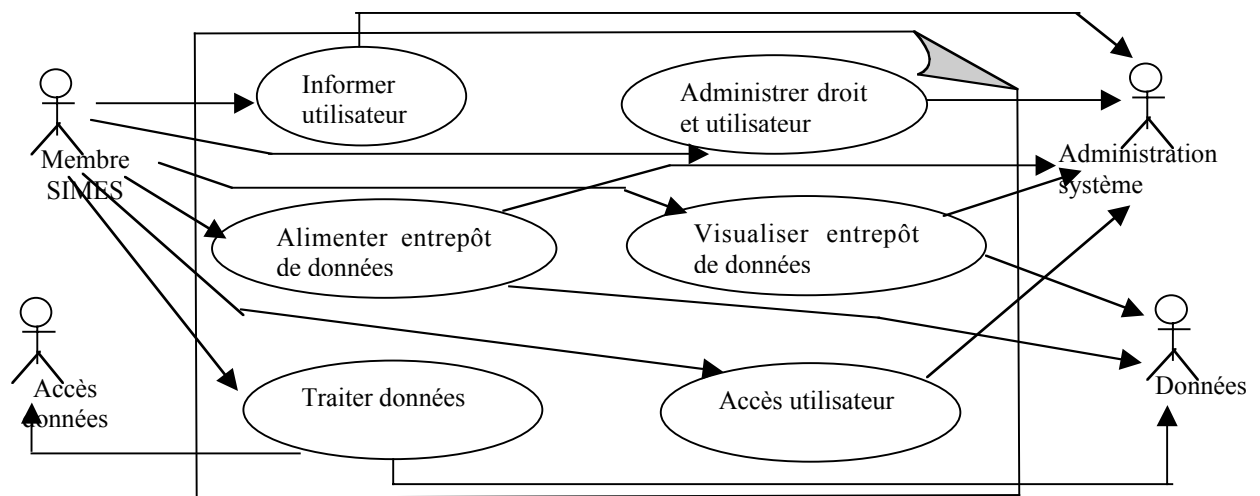 Informer
utilisateur
Administrer droit
et utilisateur
Membre
SIMES
Administration
système
Alimenter entrepôt
de données
Visualiser entrepôt
de données
Accès
données
Traiter données
Accès utilisateur
Données